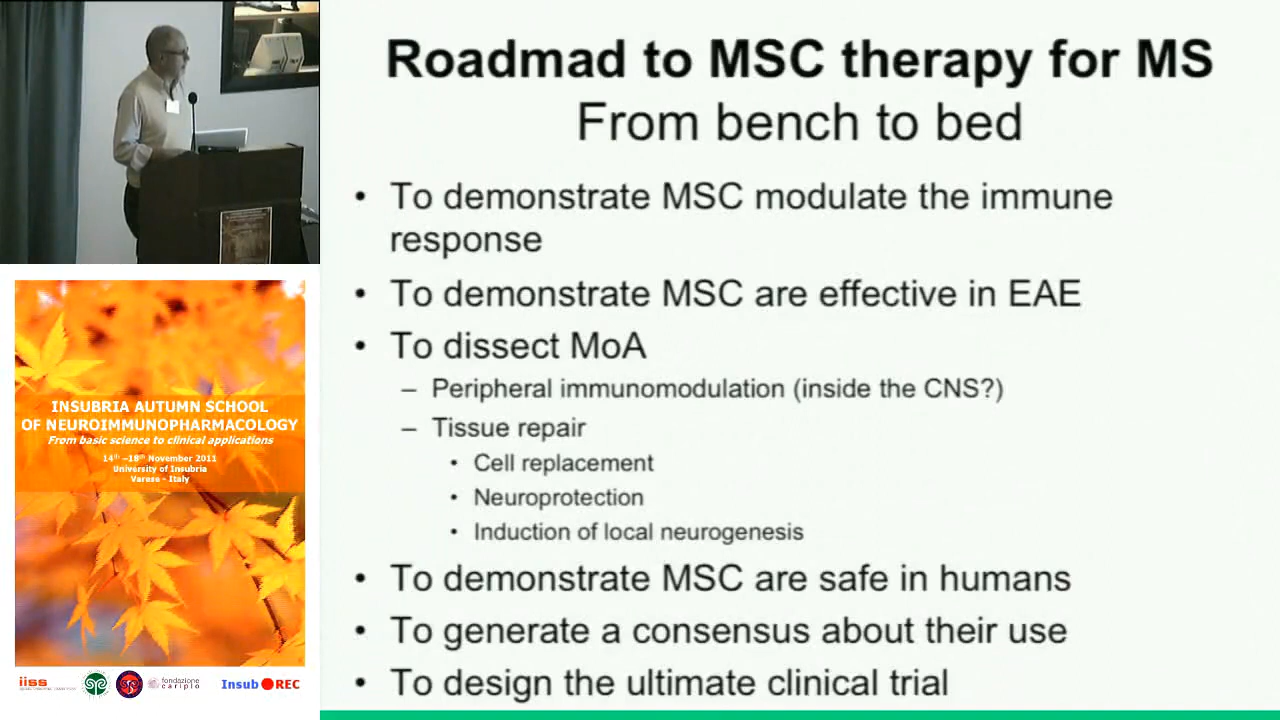 Roadmad to MSC therapy for MS
From bench to bed
• To demonstrate MSC modulate the immune
response
• To demonstrate MSC are effective in EAE
• To dissect MoA
– Peripheral immunomodulation (inside the CNS?)
– Tissue repair
• Cell replacement
• Neuroprotection
• Induction of local neurogenesis
• To demonstrate MSC are safe in humans
• To generate a consensus about their use
• To design the ultimate clinical trial
INSUBRIA AUTUMN SCHOOL
OF NEUROIMMUNOPHARMACOLOGY
From basic science to clinical applications
14th –18th November 2011
University of Insubria
Varese - Italy
iiss
fondazione
cariplo
Insub REC